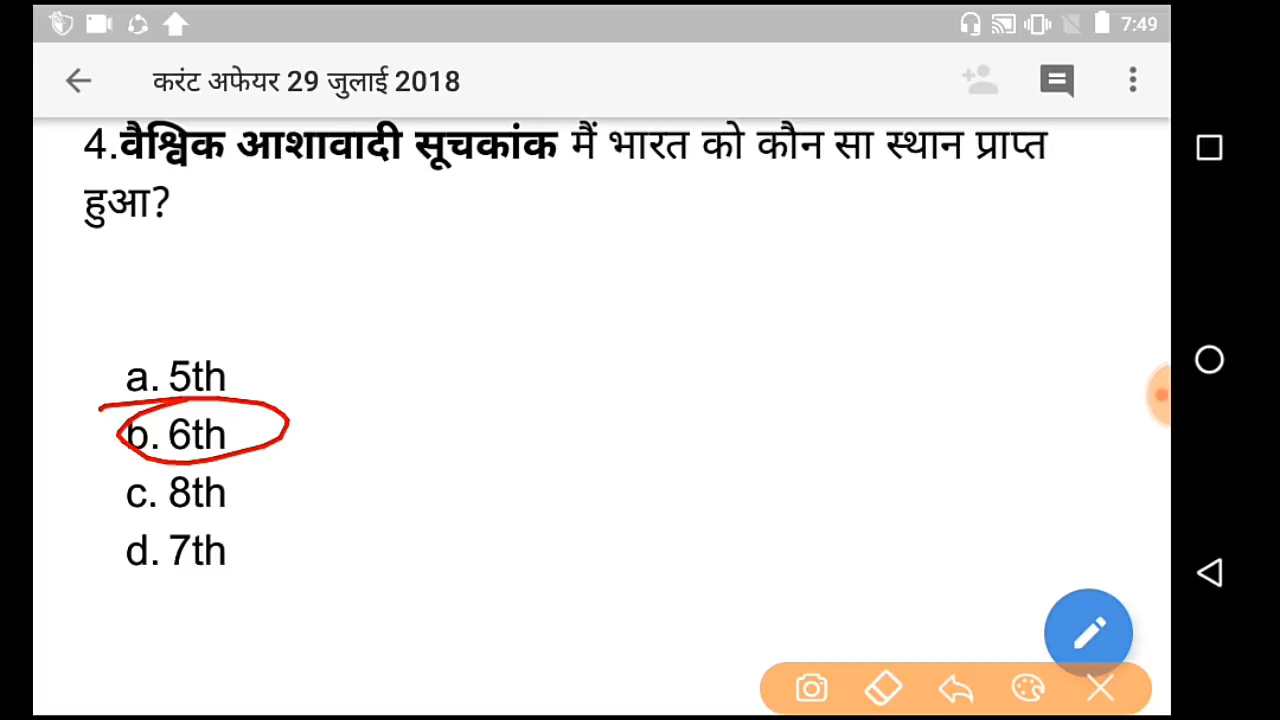 7:49
करंट अफेयर 29 जुलाई 2018
4.वैश्विक आशावादी सूचकांक मैं भारत को कौन सा स्थान प्राप्त
हुआ?
a. 5th
b. 6th
c. 8th
d. 7th